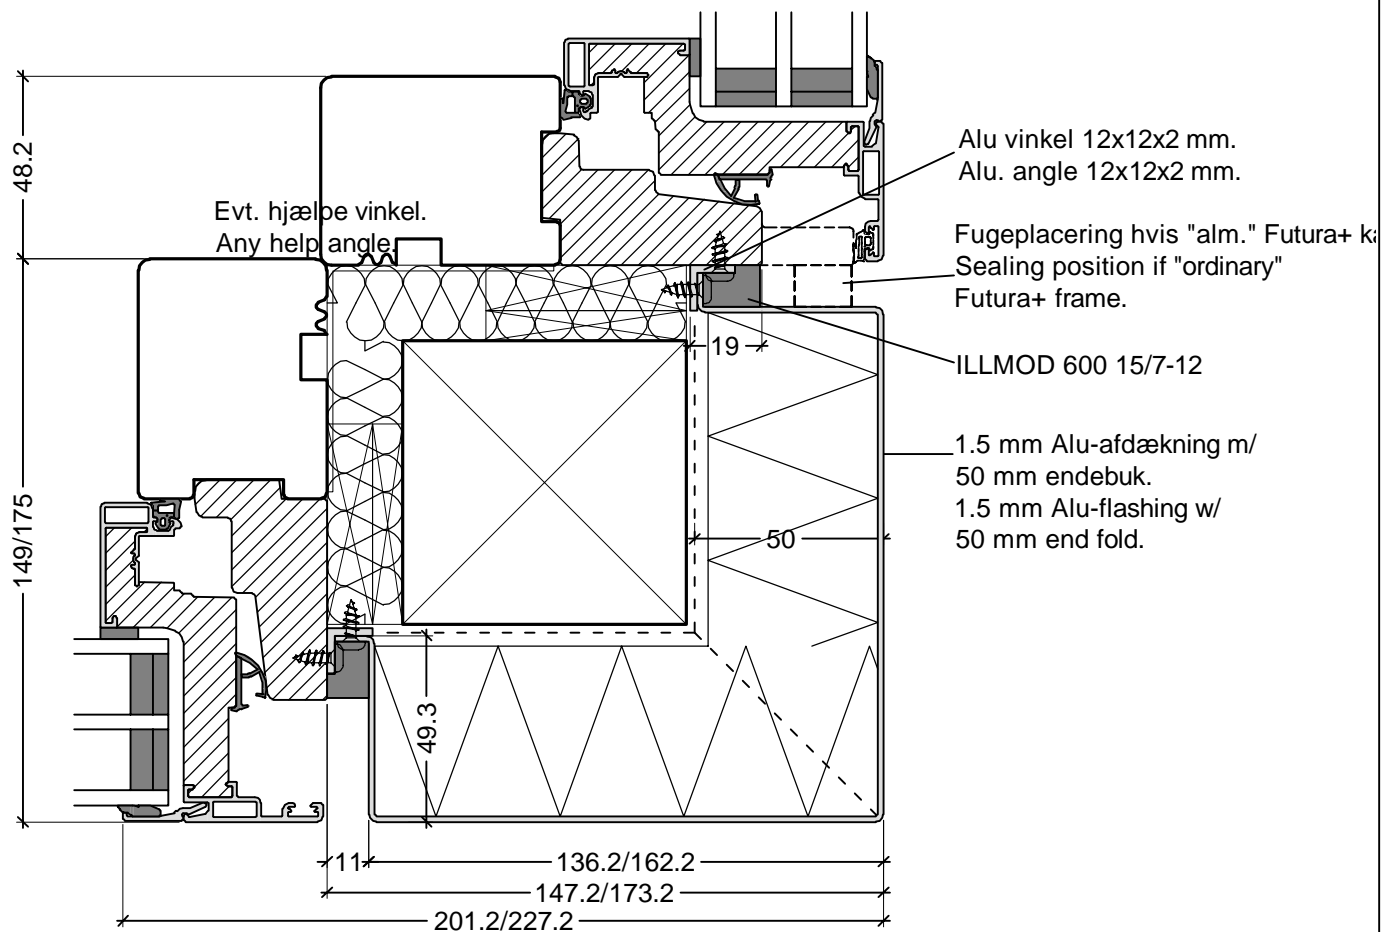 48.2
Alu vinkel 12x12x2 mm.
Alu. angle 12x12x2 mm.
Evt. hjælpe vinkel.
Any help angle.
Fugeplacering hvis "alm." Futura+
Sealing position if "ordinary"
Futura+ frame.
19
ILLMOD 600 15/7-12
1.5 mm Alu-afdækning m/
50 mm endebuk.
1.5 mm Alu-flashing w/
50 mm end fold.
149/175
50
49.3
11
136.2/162.2
147.2/173.2
201.2/227.2